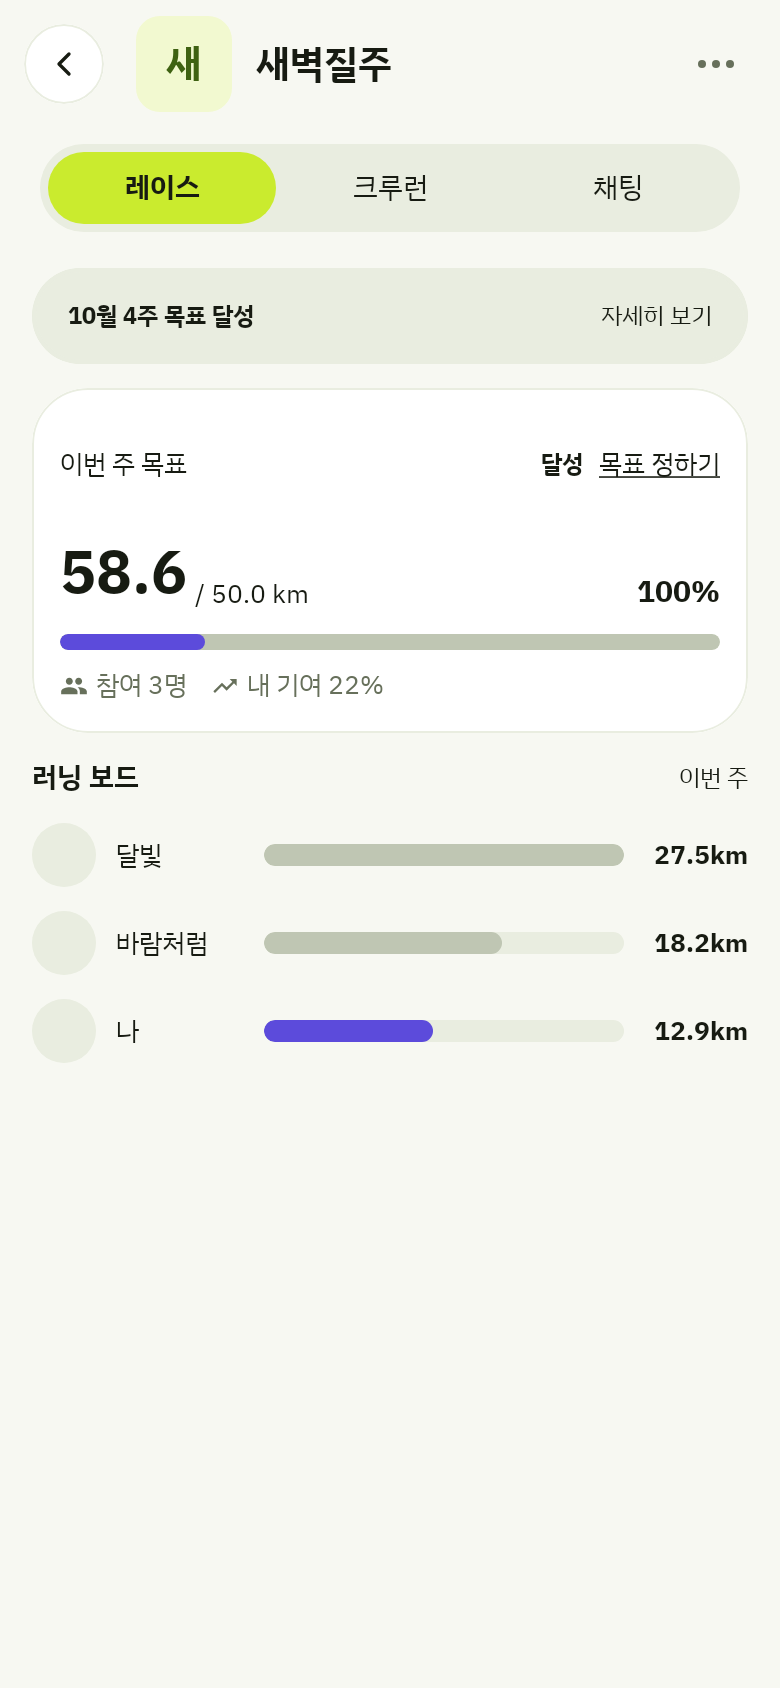 새 새벽질주
레이스 크루런 채팅
10월 4주 목표 달성 자세히 보기
이번 주 목표 달성 목표 정하기
58.6 / 50.0 km 100%
참여 3명 내 기여 22%
러닝 보드 이번 주
달빛 27.5km
바람처럼 18.2km
나 12.9km